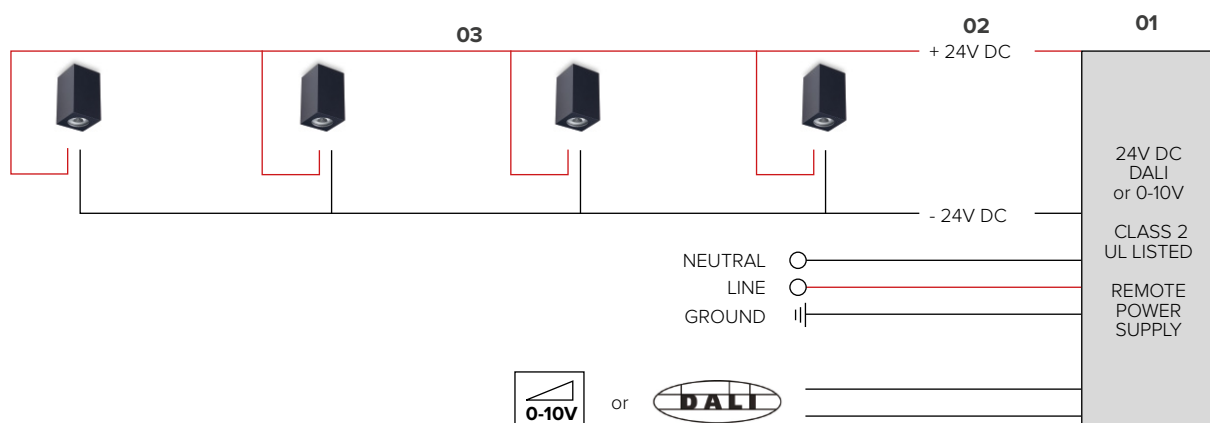 03
02
01
+ 24V DC
24V DC
DALI
or 0-10V
CLASS 2
UL LISTED
REMOTE
POWER
SUPPLY
- 24V DC
NEUTRAL
LINE
GROUND
0-10V
or
DALI